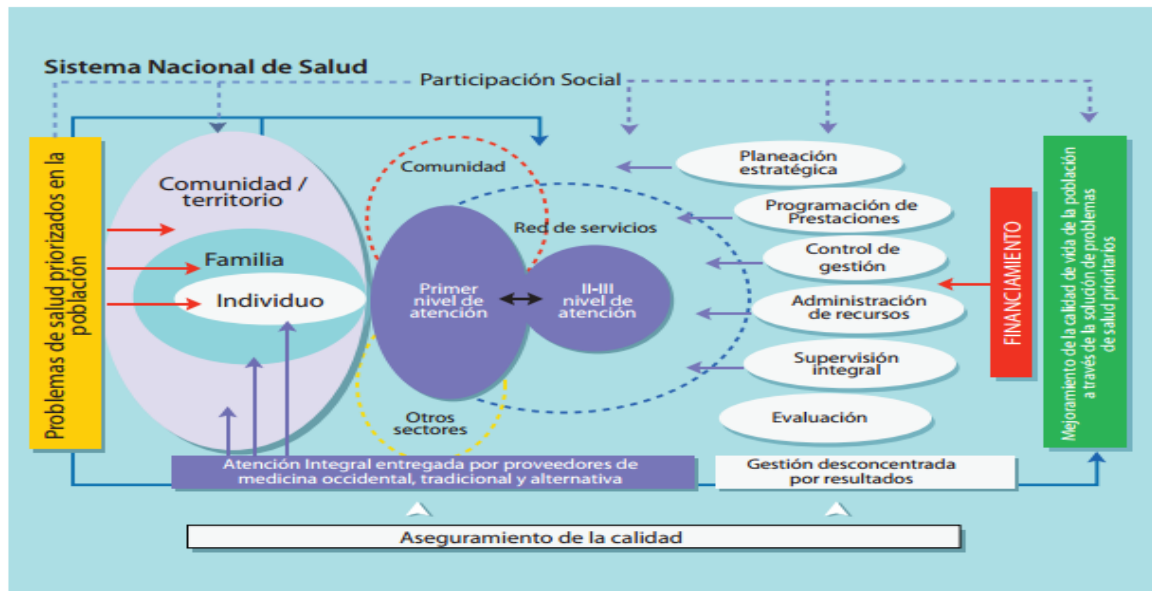 Sistema Nacional de Salud
Participación Social
Problemas de salud priorizados en la
población
Comunidad /
territorio
Familia
Individuo
Comunidad
Red de servicios
Primer
nivel de
atención
II-III
nivel de
atención
Otros
sectores
Planeación
estratégica
Programación de
Prestaciones
Control de
gestión
Administración
de recursos
Supervisión
integral
Evaluación
FINANCIAMIENTO
Mejoramiento de la calidad de vida de la población
a través de la solución de problemas
de salud prioritarios
Atención Integral entregada por proveedores de
medicina occidental, tradicional y alternativa
Gestión desconcentrada
por resultados
Aseguramiento de la calidad